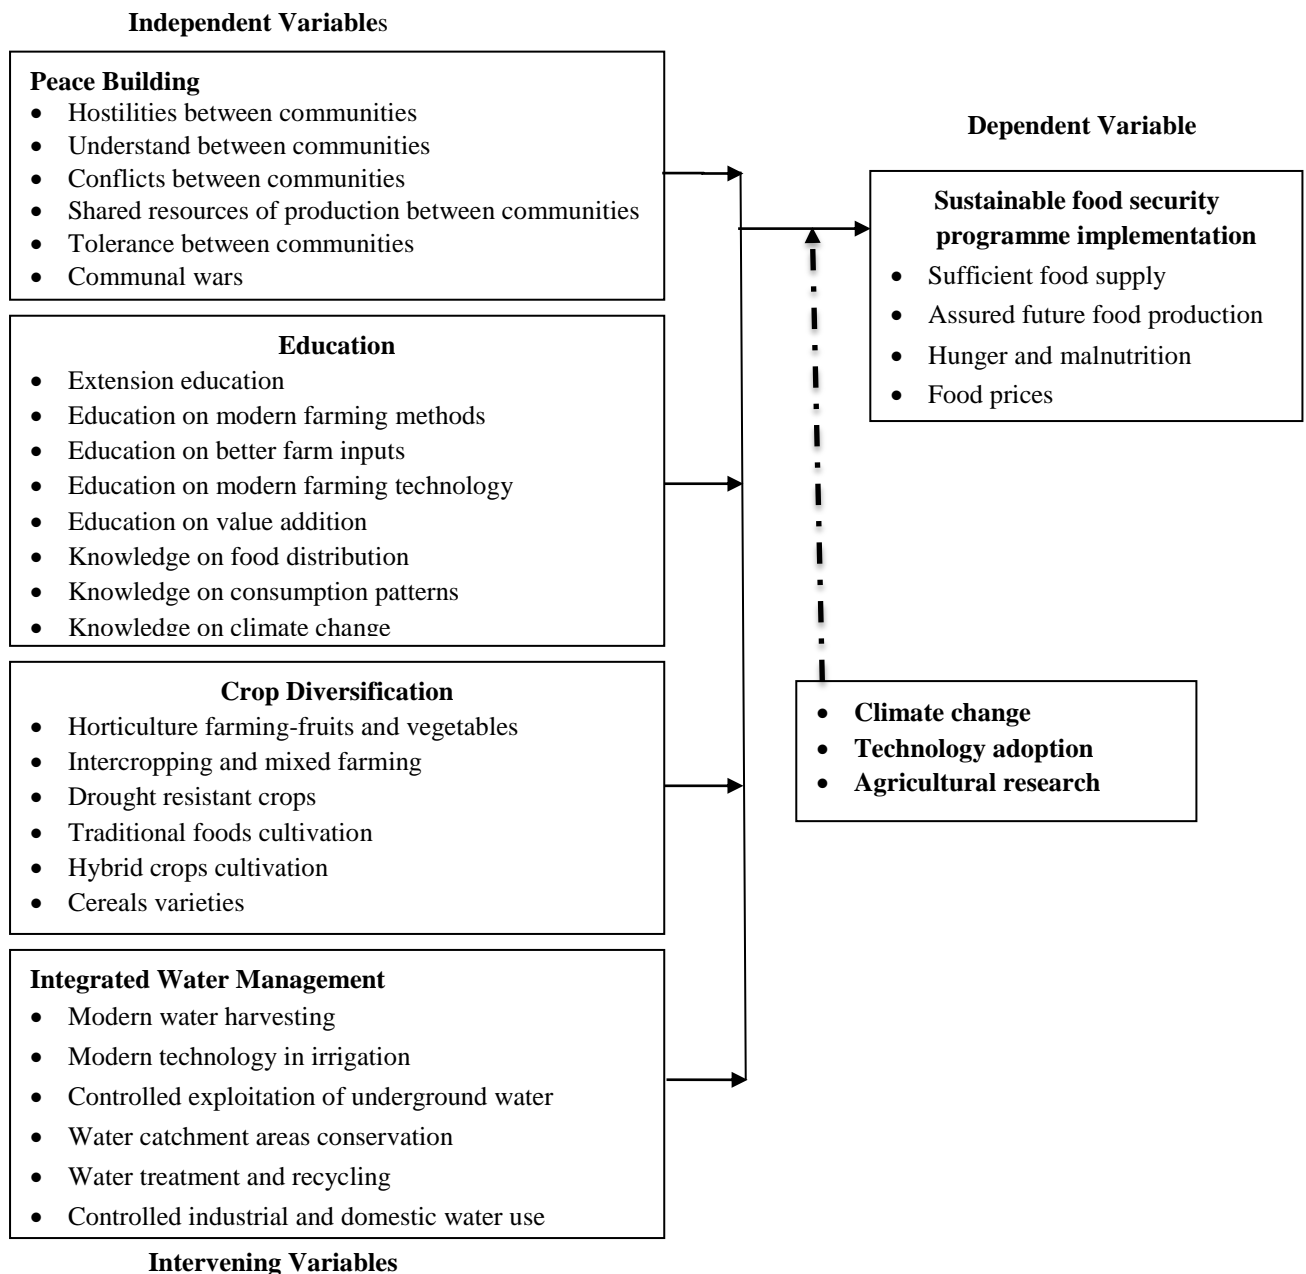 Independent Variables
Peace Building
• Hostilities between communities
• Understand between communities
• Conflicts between communities
• Shared resources of production between communities
• Tolerance between communities
• Communal wars
Education
• Extension education
• Education on modern farming methods
• Education on better farm inputs
• Education on modern farming technology
• Education on value addition
• Knowledge on food distribution
• Knowledge on consumption patterns
• Knowledge on climate change
Crop Diversification
• Horticulture farming-fruits and vegetables
• Intercropping and mixed farming
• Drought resistant crops
• Traditional foods cultivation
• Hybrid crops cultivation
• Cereals varieties
Integrated Water Management
• Modern water harvesting
• Modern technology in irrigation
• Controlled exploitation of underground water
• Water catchment areas conservation
• Water treatment and recycling
• Controlled industrial and domestic water use
Intervening Variables
Dependent Variable
Sustainable food security
programme implementation
• Sufficient food supply
• Assured future food production
• Hunger and malnutrition
• Food prices
• Climate change
• Technology adoption
• Agricultural research